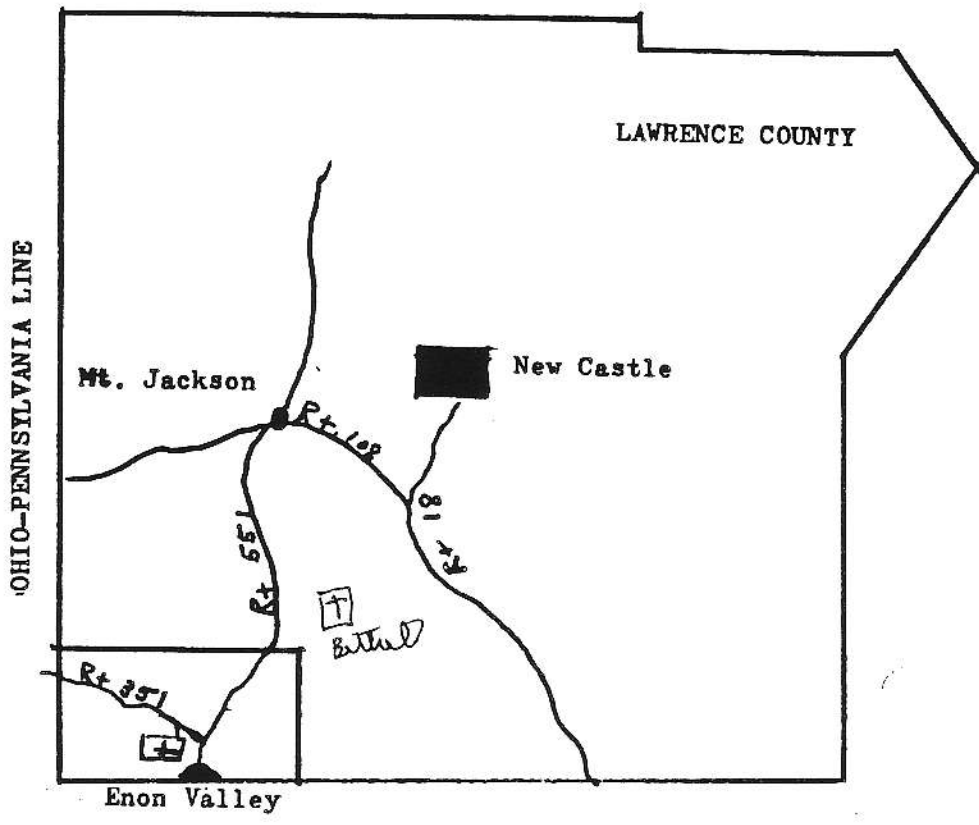 LAWRENCE COUNTY
OHIO-PENNSYLVANIA LINE
New Castle
Mt. Jackson
Rt. 108
Rt 18
Rt 551
Bethel
Rt 351
Enon Valley